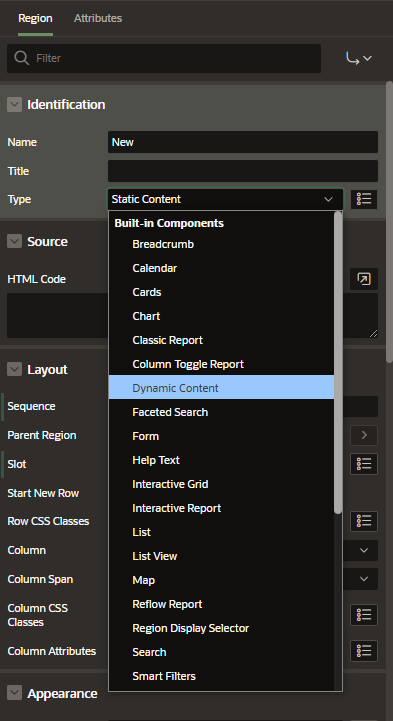 Region Attributes
Filter
Identification
Name New
Title
Type Static Content
Built-in Components
Breadcrumb
Source
Calendar
HTML Code
Cards
Chart
Classic Report
Layout
Column Toggle Report
Dynamic Content
Sequence
Faceted Search
Parent Region
Form
Slot
Help Text
Start New Row
Interactive Grid
Row CSS Classes
Interactive Report
List
Column
List View
Column Span
Map
Column CSS
Classes
Reflow Report
Region Display Selector
Column Attributes
Search
Smart Filters
Appearance